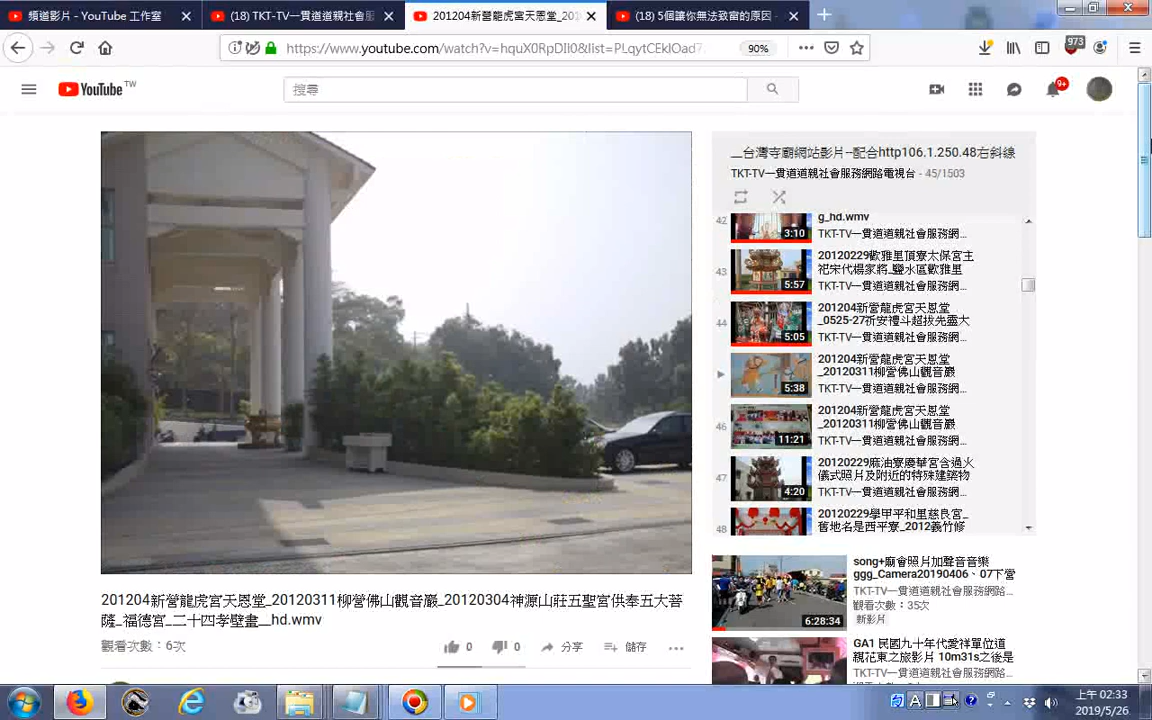 頻道影片 - YouTube 工作室
(18) TKT-TV一貫道道親社會服
201204新營龍虎宮天恩堂_201
(18) 5個讓你無法致富的原因 -
https://www.youtube.com/watch?v=hquX0RpDlI0&list=PLqytCEklOad7.
90%
973
YouTube TW
搜尋
9+
__台灣寺廟網站影片--配合http106.1.250.48右斜線
TKT-TV一貫道道親社會服務網路電視台 - 45/1503
42
g_hd.wmv
TKT-TV一貫道道親社會服務網...
3:10
43
20120229歡雅里頂寮太保宮主
祀宋代楊家將_鹽水區歡雅里
TKT-TV一貫道道親社會服務網...
5:57
44
201204新營龍虎宮天恩堂
_0525-27祈安禮斗超拔先靈大
TKT-TV一貫道道親社會服務網...
5:05
201204新營龍虎宮天恩堂
_20120311柳營佛山觀音巖
TKT-TV一貫道道親社會服務網...
5:38
46
201204新營龍虎宮天恩堂
_20120311柳營佛山觀音巖
TKT-TV一貫道道親社會服務網...
11:21
47
20120229麻油寮慶華宮含過火
儀式照片及附近的特殊建築物
TKT-TV一貫道道親社會服務網...
4:20
48
20120229學甲平和里慈良宮_
舊地名是西平寮_2012義竹修
song+廟會照片加聲音音樂
ggg_Camera20190406、07下營
TKT-TV一貫道道親社會服務網路...
觀看次數：35次
新影片
6:28:34
GA1 民國九十年代愛祥單位道
親花東之旅影片 10m31s之後是
TKT-TV一貫道道親社會服務網路...
201204新營龍虎宮天恩堂_20120311柳營佛山觀音巖_20120304神源山莊五聖宮供奉五大菩
薩_福德宮_二十四孝壁畫__hd.wmv
觀看次數：6次
0
0
分享
儲存
A
上午 02:33
2019/5/26